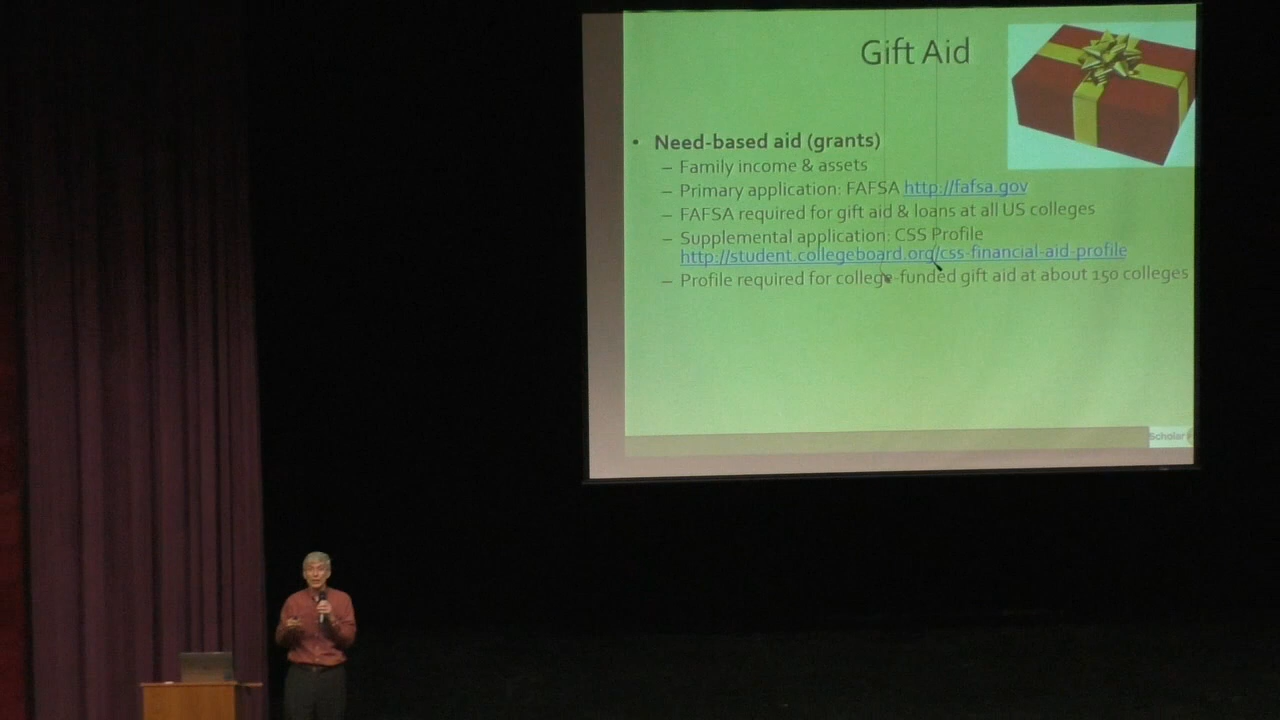 Gift Aid
• Need-based aid (grants)
– Family income & assets
– Primary application: FAFSA http://fafsa.gov
– FAFSA required for gift aid & loans at all US colleges
– Supplemental application: CSS Profile
http://student.collegeboard.org/css-financial-aid-profile
– Profile required for college-funded gift aid at about 150 colleges
Scholar